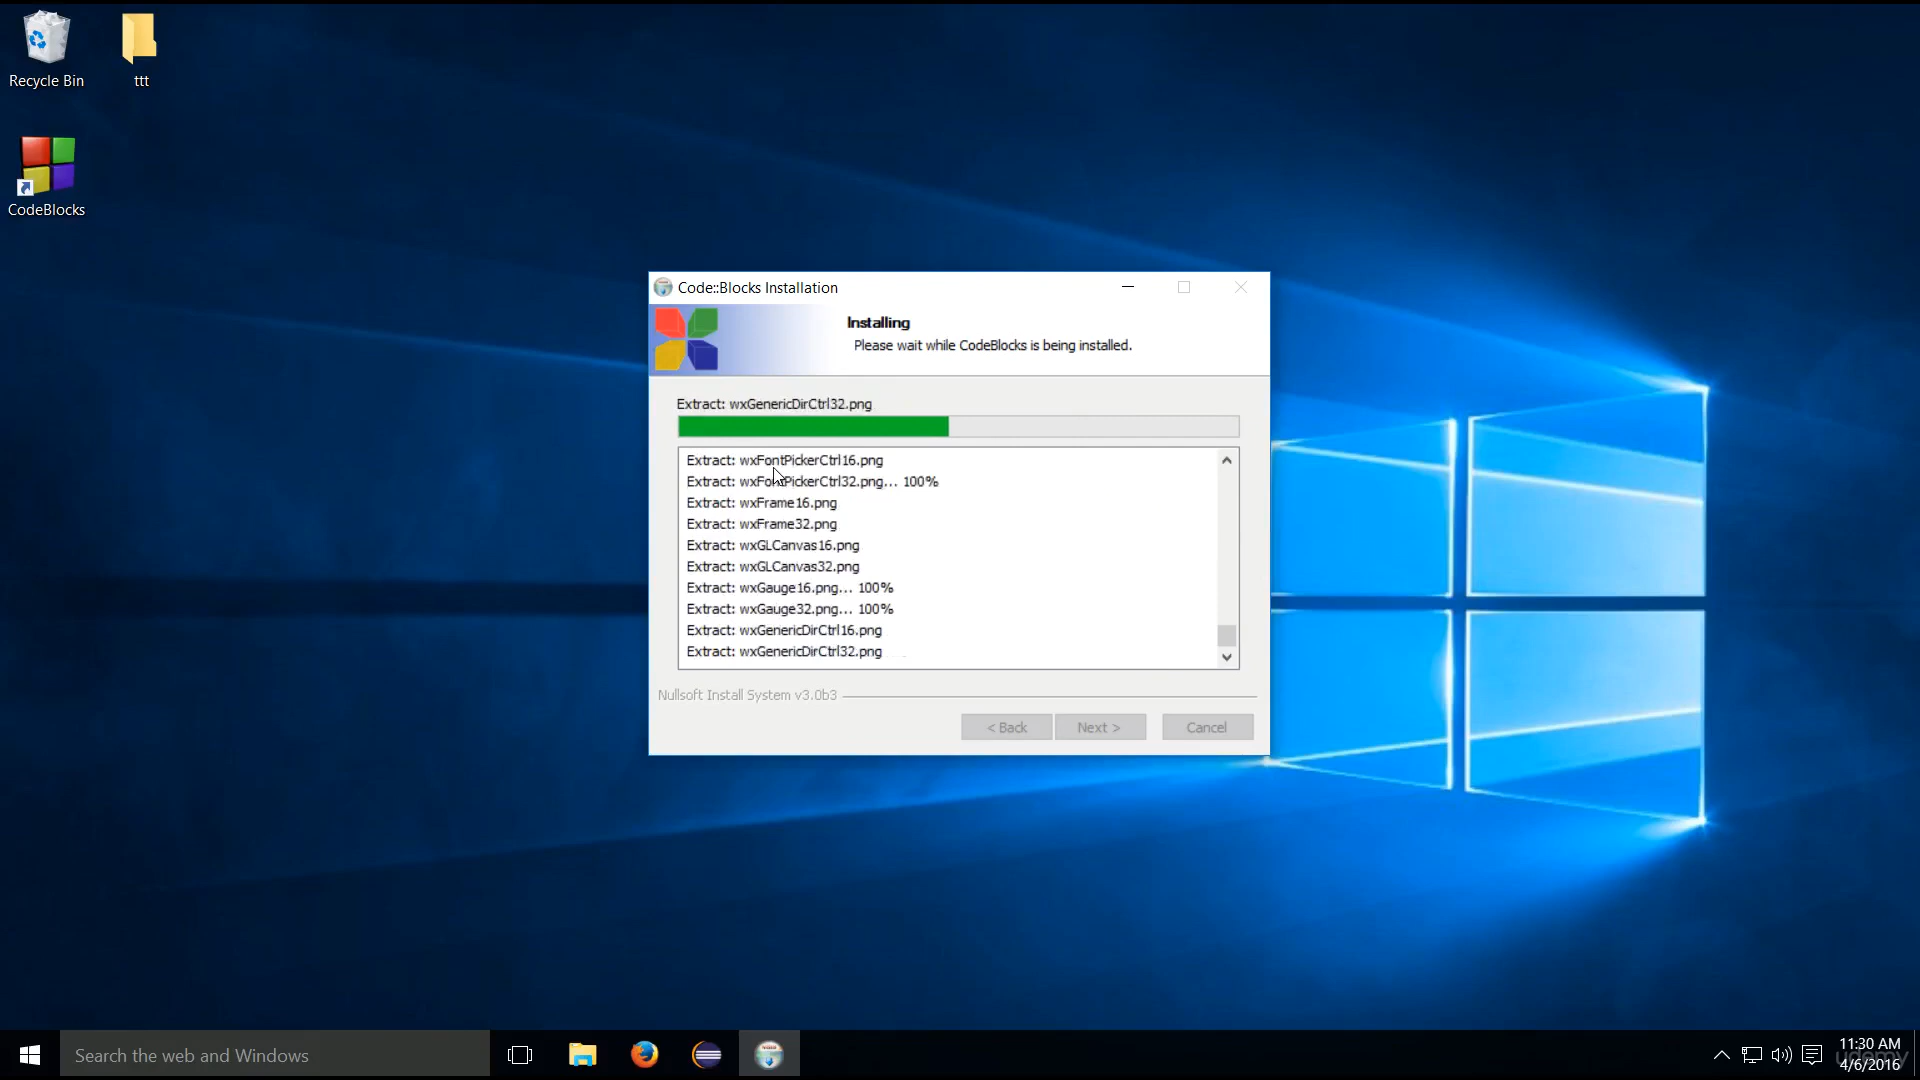 Recycle Bin
ttt
CodeBlocks
Code::Blocks Installation
Installing
Please wait while CodeBlocks is being installed.
Extract: wxGenericDirCtrl32.png
Extract: wxFontPickerCtrl16.png
Extract: wxFontPickerCtrl32.png... 100%
Extract: wxFrame16.png
Extract: wxFrame32.png
Extract: wxGLCanvas16.png
Extract: wxGLCanvas32.png
Extract: wxGauge16.png... 100%
Extract: wxGauge32.png... 100%
Extract: wxGenericDirCtrl16.png
Extract: wxGenericDirCtrl32.png
Nullsoft Install System v3.0b3
< Back
Next >
Cancel
Search the web and Windows
11:30 AM
4/6/2016
udemy